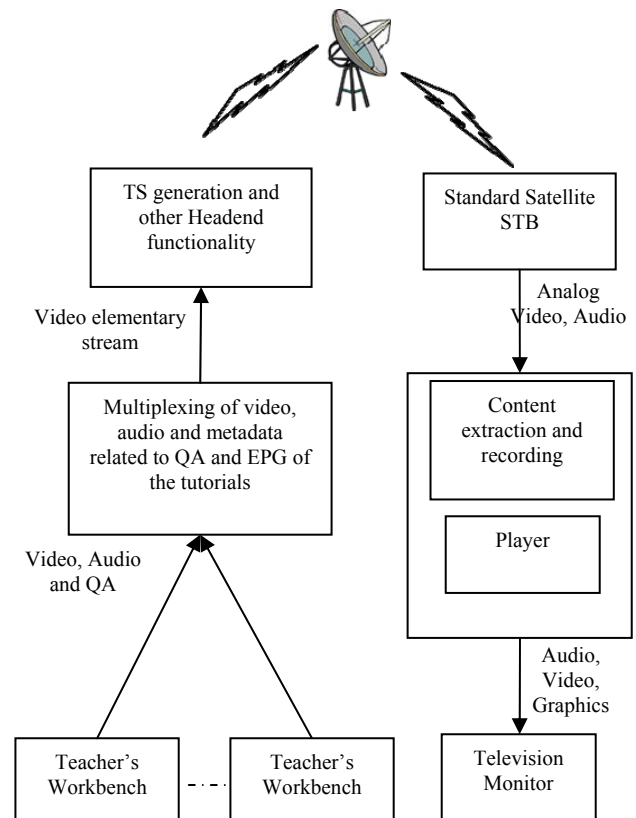 TS generation and
other Headend
functionality
Standard Satellite
STB
Video elementary
stream
Analog
Video, Audio
Multiplexing of video,
audio and metadata
related to QA and EPG of
the tutorials
Content
extraction and
recording
Player
Video, Audio
and QA
Audio,
Video,
Graphics
Teacher’s
Workbench
Teacher’s
Workbench
Television
Monitor